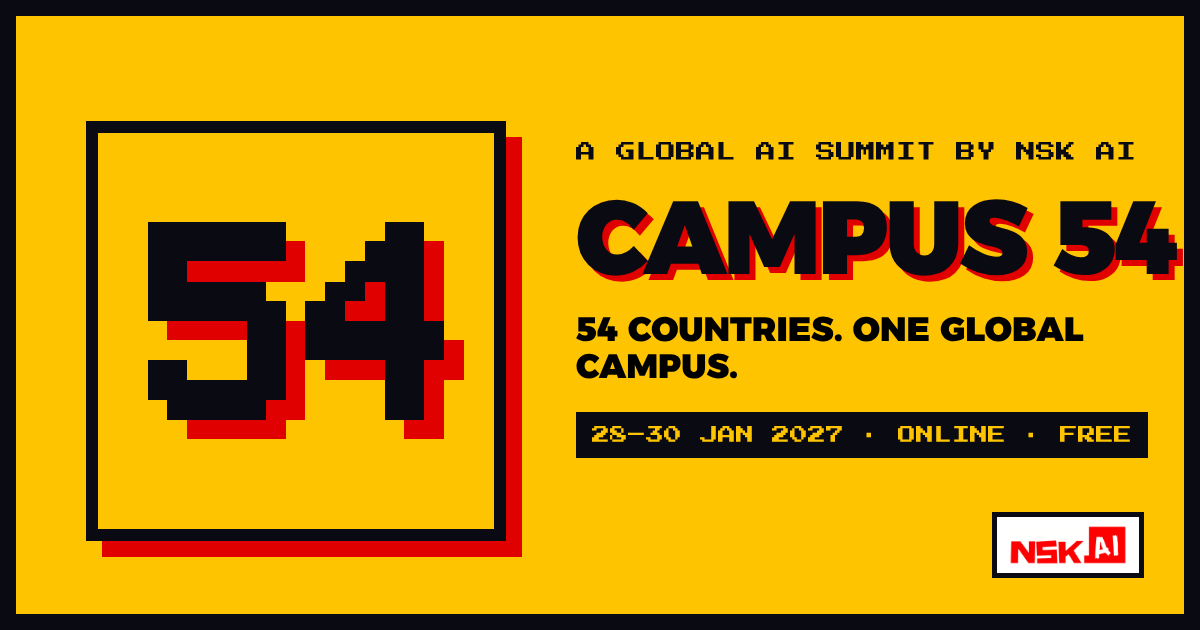 54
A GLOBAL AI SUMMIT BY NSK AI
CAMPUS 54
54 COUNTRIES. ONE GLOBAL
CAMPUS.
28—30 JAN 2027 · ONLINE · FREE
NSK AI